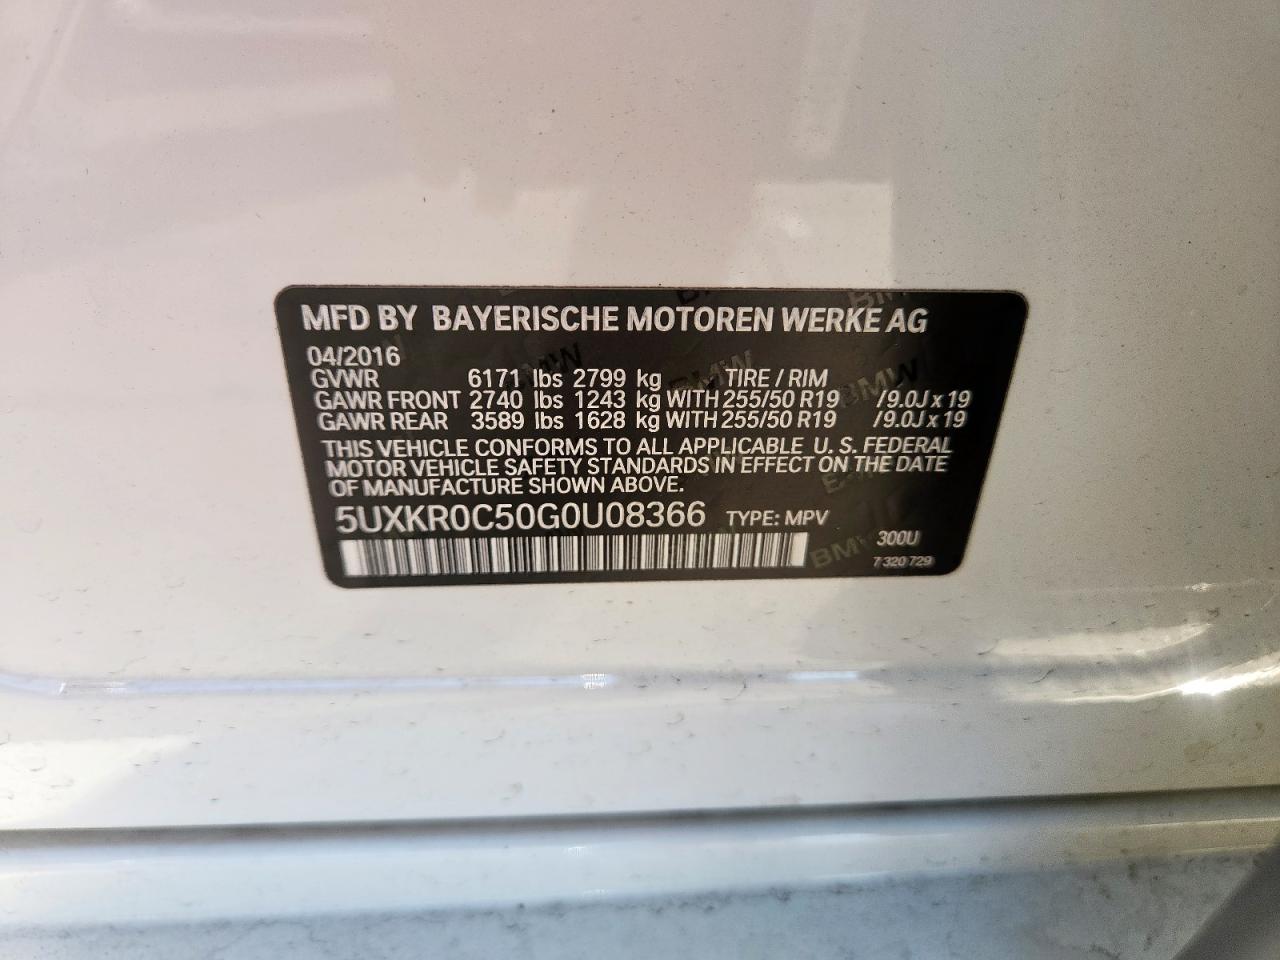 MFD BY BAYERISCHE MOTOREN WERKE AG
04/2016
GVWR 6171 lbs 2799 kg TIRE / RIM
GAWR FRONT 2740 lbs 1243 kg WITH 255/50 R19 /9.0J x 19
GAWR REAR 3589 lbs 1628 kg WITH 255/50 R19 /9.0J x 19
THIS VEHICLE CONFORMS TO ALL APPLICABLE U. S. FEDERAL
MOTOR VEHICLE SAFETY STANDARDS IN EFFECT ON THE DATE
OF MANUFACTURE SHOWN ABOVE.
5UXKR0C50G0U08366 TYPE: MPV
300U
7 320 729